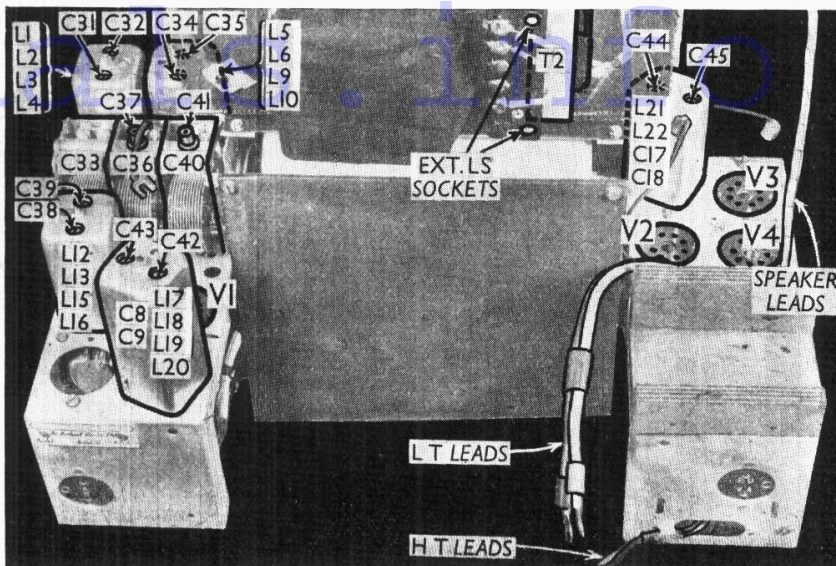 C31
C32
C34
C35
L1
L2
L3
L4
L5
L6
L9
L10
C37
C41
C33
C36
C40
C39
C38
C43
C42
L12
L13
L15
L16
C8
C9
L17
L18
L19
L20
V1
T2
EXT. LS
SOCKETS
C44
C45
L21
L22
C17
C18
V3
V2
V4
SPEAKER
LEADS
L T LEADS
H T LEADS